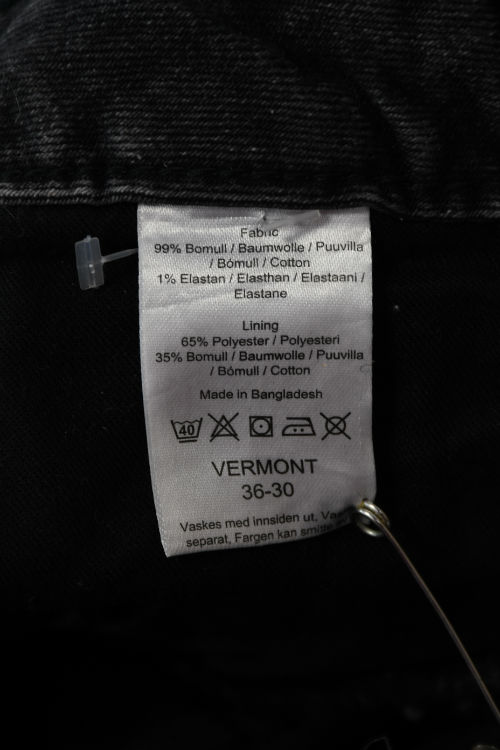 Fabric
99% Bomull / Baumwolle / Puuvilla
/ Bómull / Cotton
1% Elastan / Elasthan / Elastaani /
Elastane
Lining
65% Polyester / Polyesteri
35% Bomull / Baumwolle / Puuvilla
/ Bómull / Cotton
Made in Bangladesh
40
VERMONT
36-30
Vaskes med innsiden ut,
separat, Fargen kan